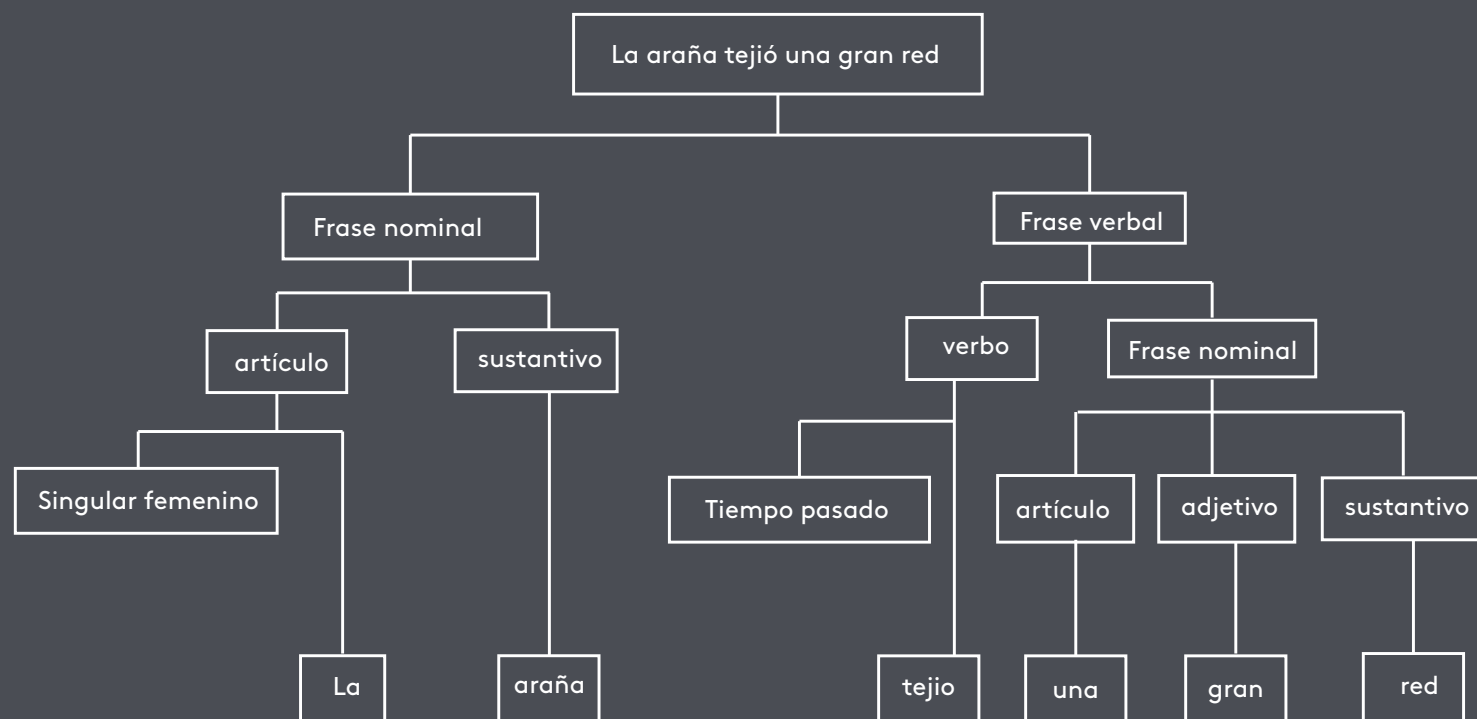 La araña tejió una gran red
Frase nominal
Frase verbal
artículo
sustantivo
verbo
Frase nominal
Singular femenino
Tiempo pasado
artículo
adjetivo
sustantivo
La
araña
tejio
una
gran
red